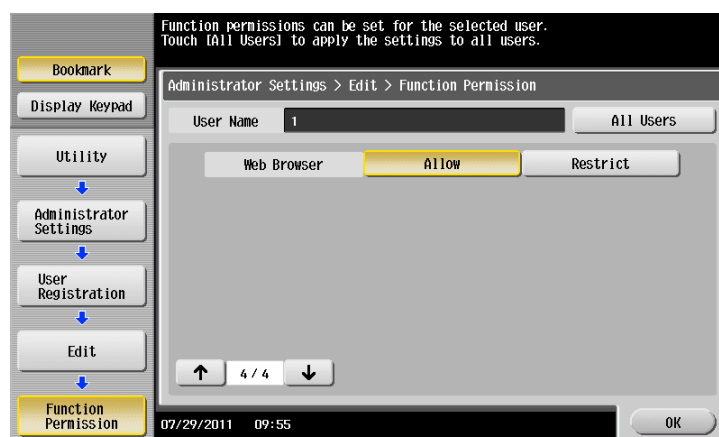 Function permissions can be set for the selected user.
Touch [All Users] to apply the settings to all users.
Bookmark
Display Keypad
Utility
Administrator
Settings
User
Registration
Edit
Function
Permission
Administrator Settings > Edit > Function Permission
User Name 1 All Users
Web Browser Allow Restrict
↑ 4/4 ↓
07/29/2011 09:55 OK